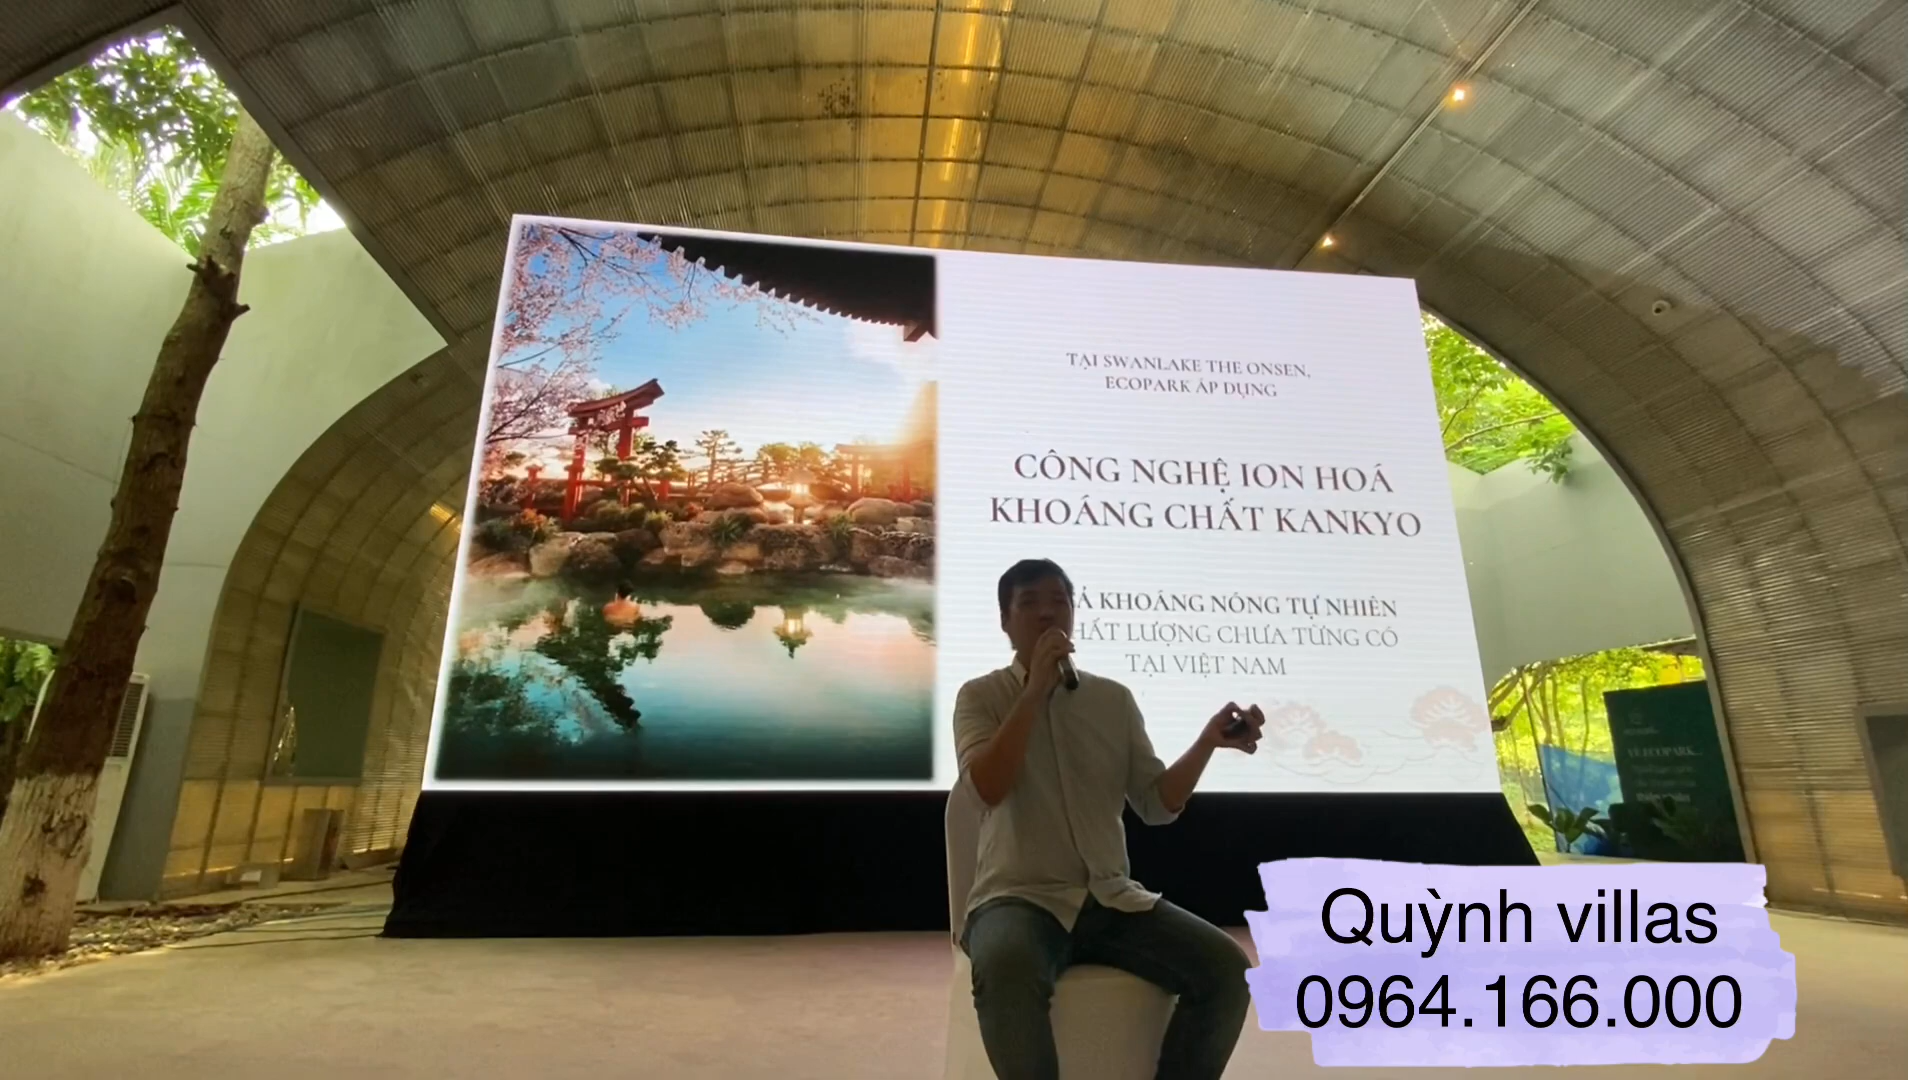 TẠI SWANLAKE THE ONSEN,
ECOPARK ÁP DỤNG
CÔNG NGHỆ ION HOÁ
KHOÁNG CHẤT KANKYO
KHOÁNG NÓNG TỰ NHIÊN
LƯỢNG CHƯA TỪNG CÓ
TẠI VIỆT NAM
ECOPARK...
Quỳnh villas
0964.166.000